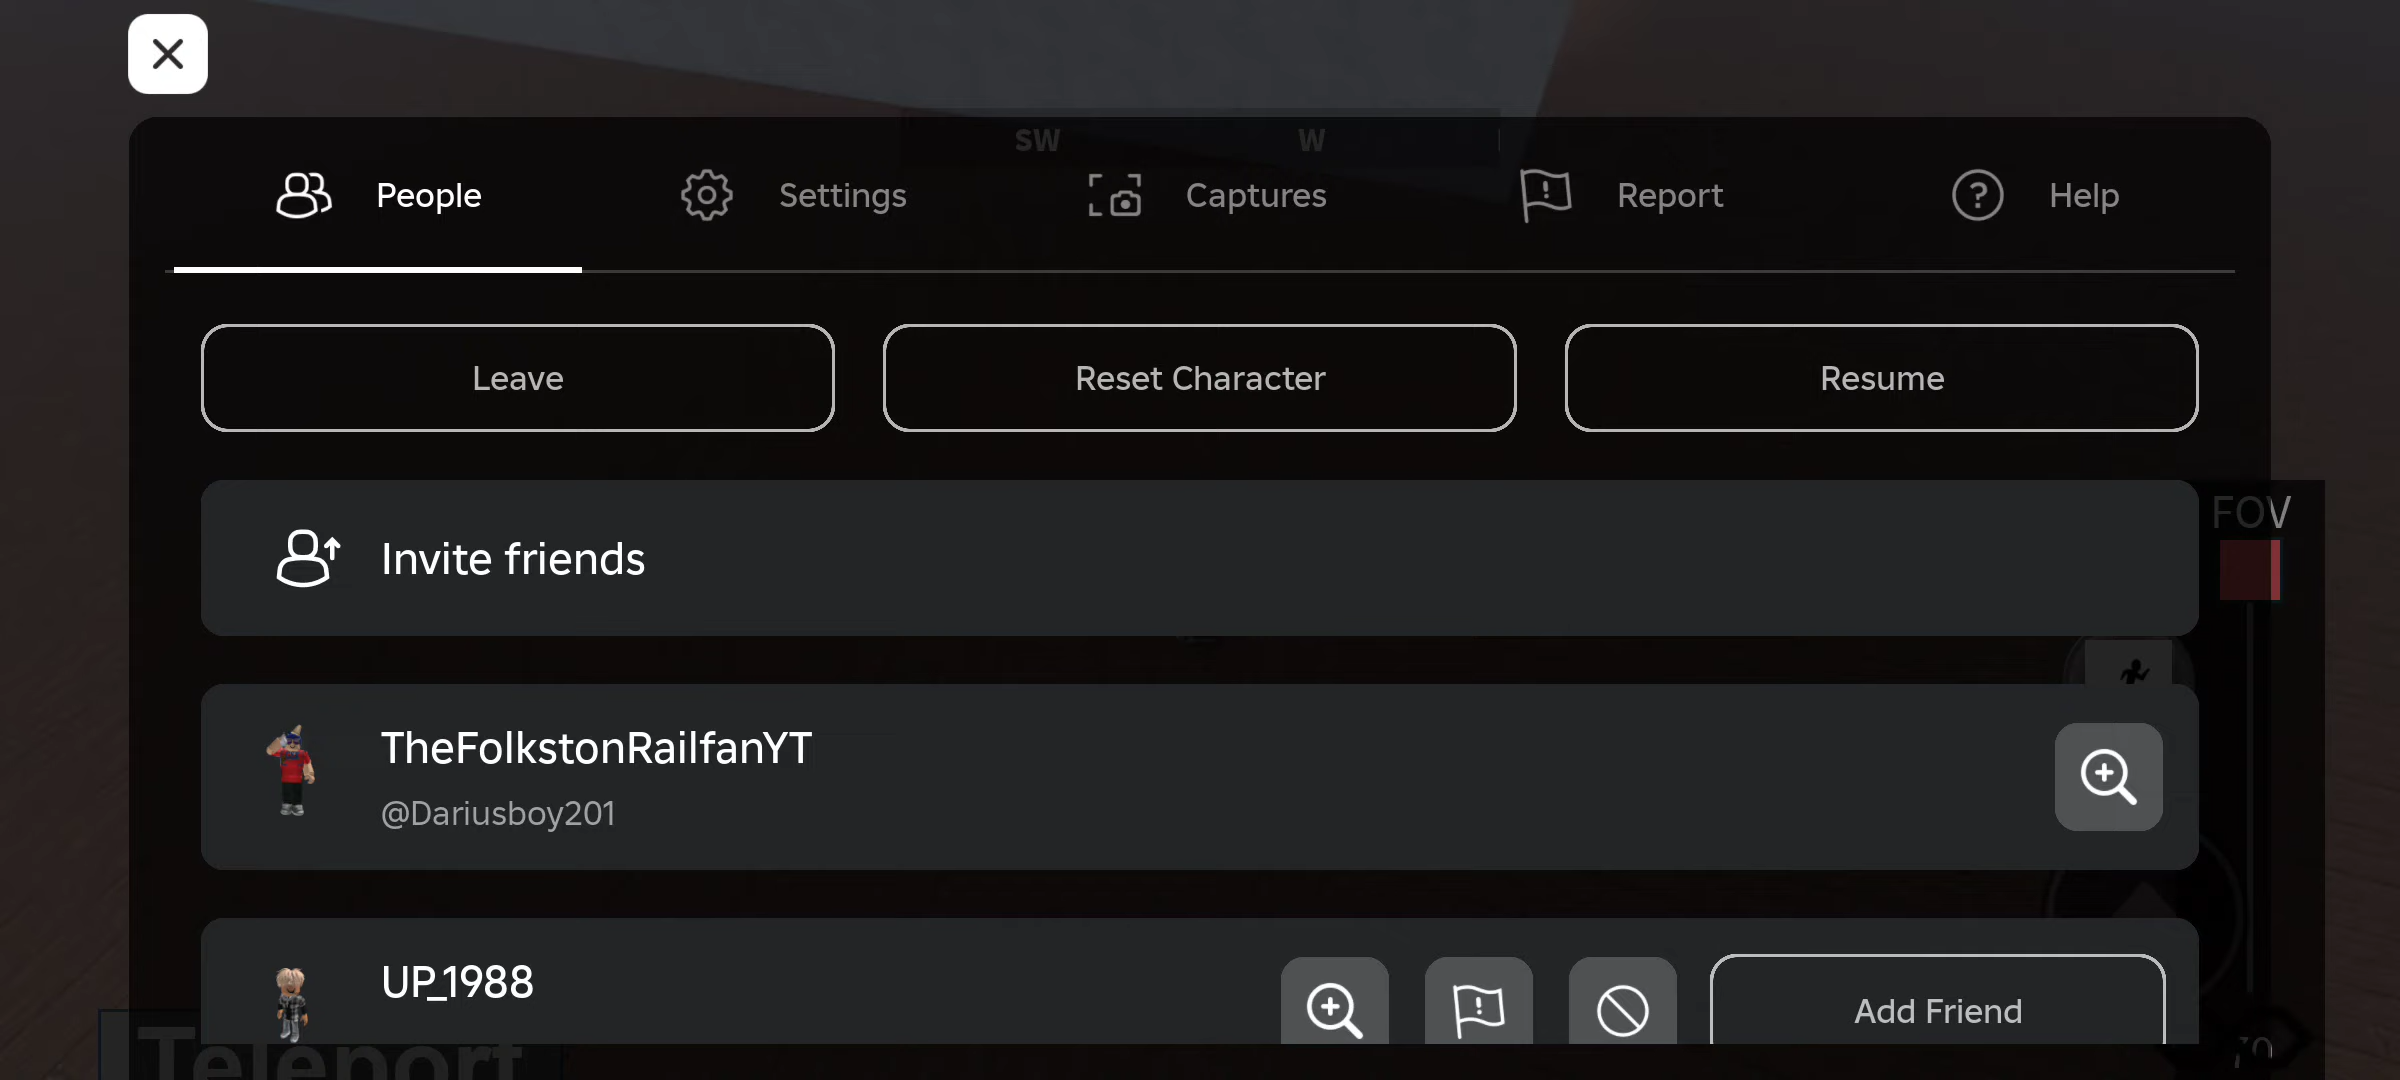 SW W
People Settings Captures Report Help
Leave Reset Character Resume
Invite friends
FOV
TheFolkstonRailfanYT
@Dariusboy201
UP_1988
Add Friend
Teleport
70